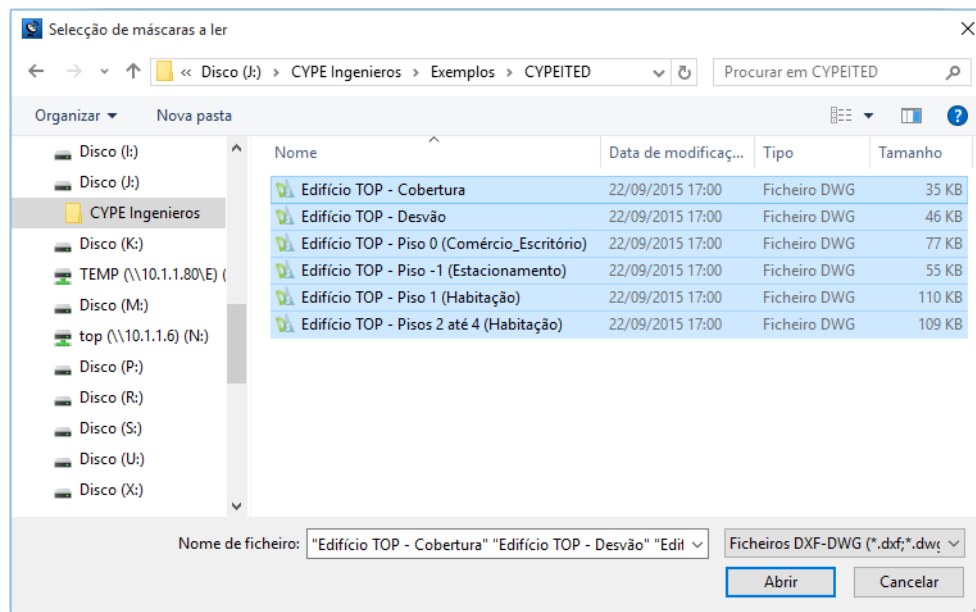 Selecção de máscaras a ler
« Disco (J:) > CYPE Ingenieros > Exemplos > CYPEITED
Procurar em CYPEITED
Organizar
Nova pasta
?
Disco (I:)
Disco (J:)
CYPE Ingenieros
Disco (K:)
TEMP (\\10.1.1.80\E) (
Disco (M:)
top (\\10.1.1.6) (N:)
Disco (P:)
Disco (R:)
Disco (S:)
Disco (U:)
Disco (X:)
Nome Data de modificaç... Tipo Tamanho
Edifício TOP - Cobertura 22/09/2015 17:00 Ficheiro DWG 35 KB
Edifício TOP - Desvão 22/09/2015 17:00 Ficheiro DWG 46 KB
Edifício TOP - Piso 0 (Comércio_Escritório) 22/09/2015 17:00 Ficheiro DWG 77 KB
Edifício TOP - Piso -1 (Estacionamento) 22/09/2015 17:00 Ficheiro DWG 55 KB
Edifício TOP - Piso 1 (Habitação) 22/09/2015 17:00 Ficheiro DWG 110 KB
Edifício TOP - Pisos 2 até 4 (Habitação) 22/09/2015 17:00 Ficheiro DWG 109 KB
Nome de ficheiro: "Edifício TOP - Cobertura" "Edifício TOP - Desvão" "Edif
Ficheiros DXF-DWG (*.dxf;*.dwg
Abrir
Cancelar